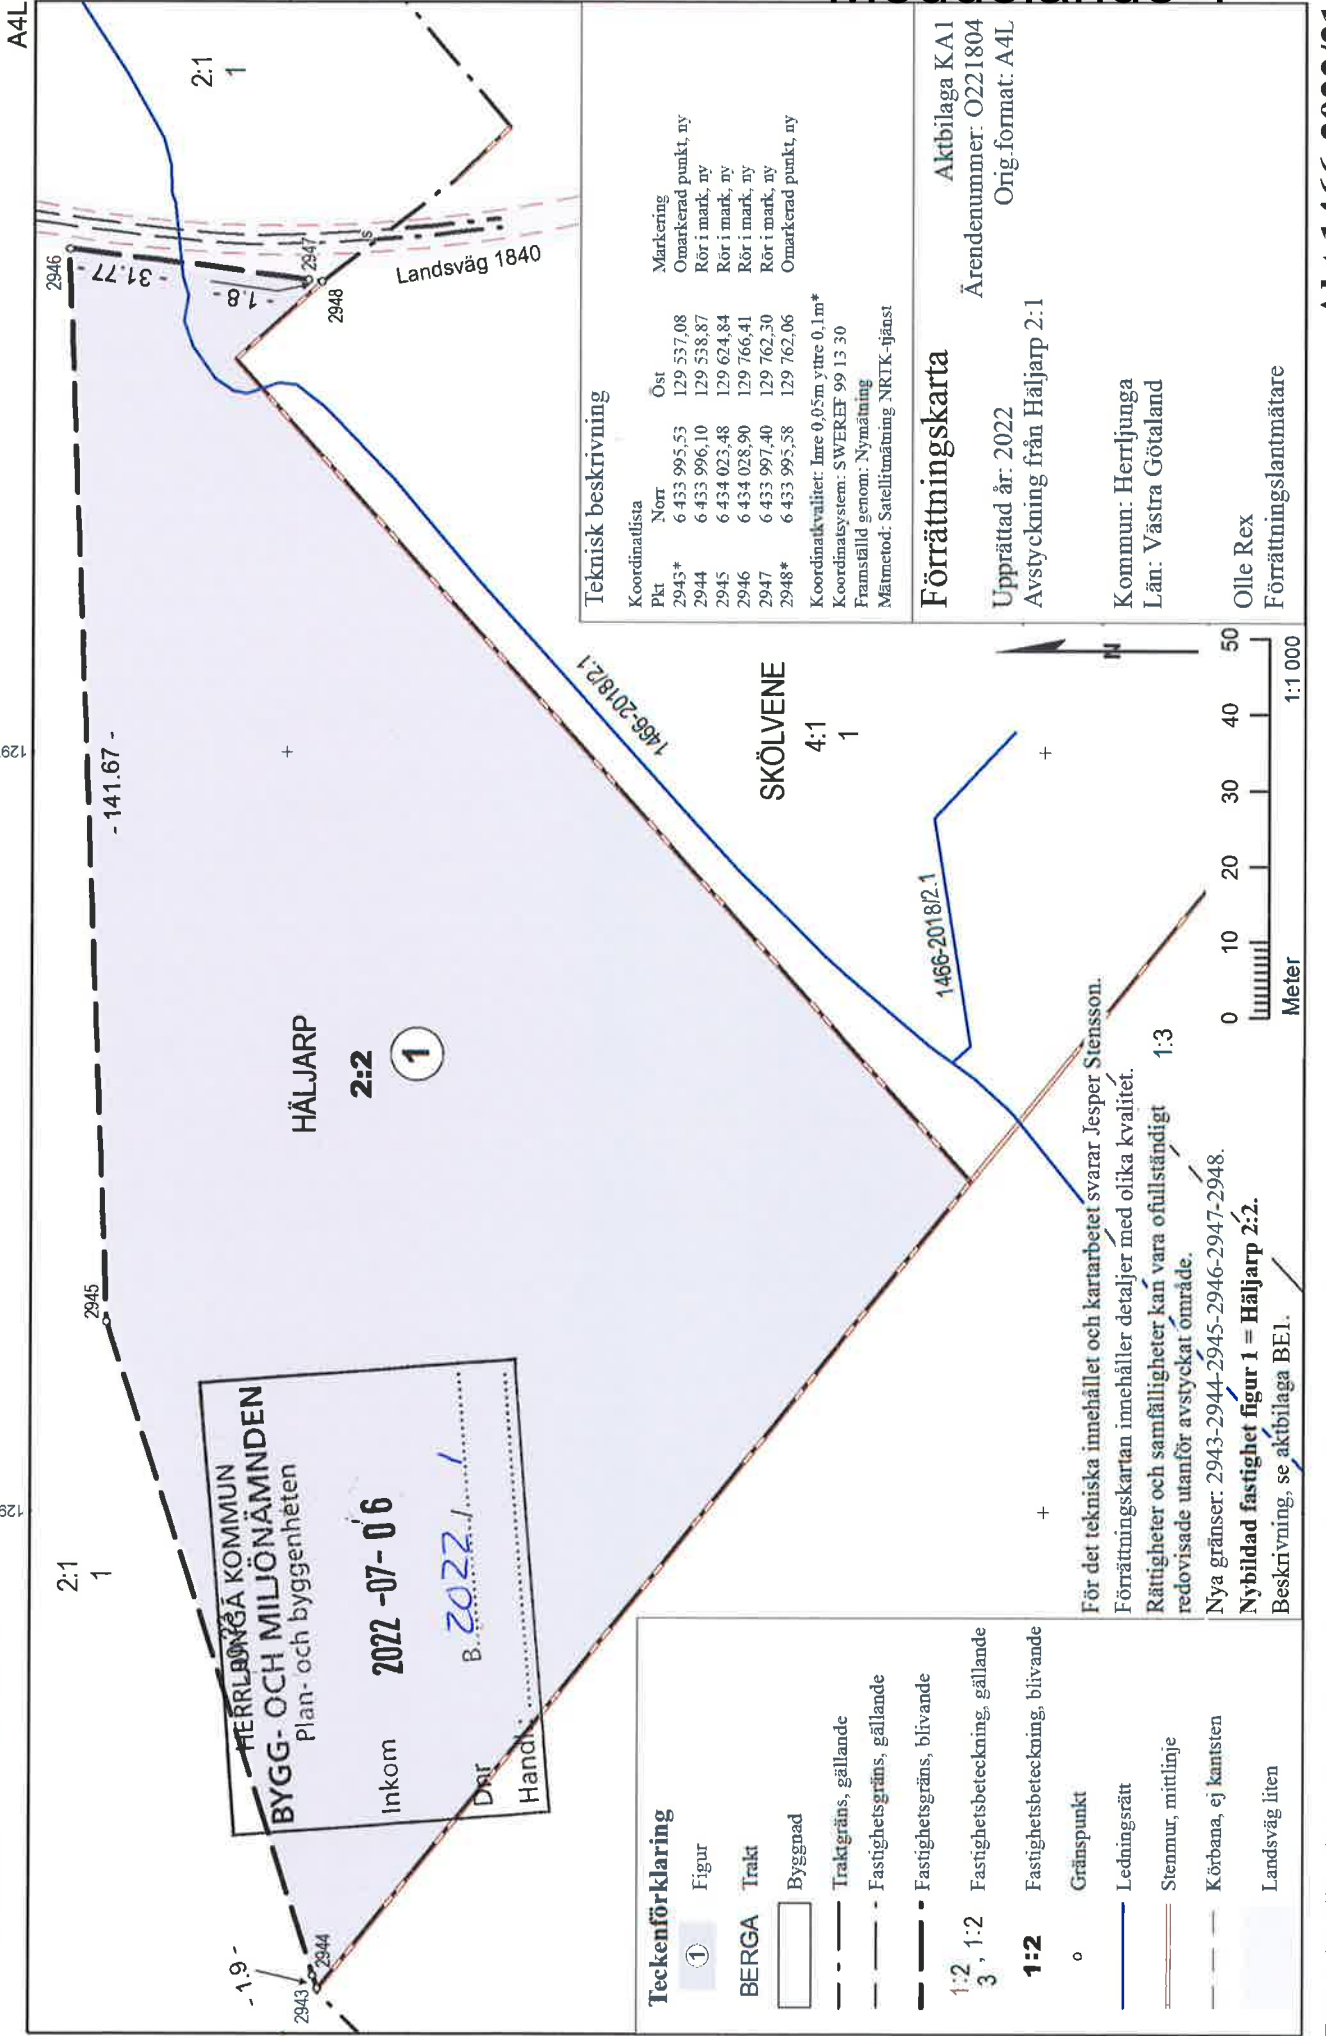 A4L
2:1
1
2946
- 31.77 -
- 1.8 -
2947
2948
s
Landsväg 1840
- 141.67 -
2945
2:1
1
HÄLJARP
2:2
1
HERRLJUNGA KOMMUN
BYGG- OCH MILJÖNÄMNDEN
Plan- och byggenheten
Inkom 2022 -07- 06
Dnr B 2022 / 1
Handl.
- 1.9 -
2943
2944
1466-2018/2.1
SKÖLVENE
4:1
1
1466-2018/2.1
1:3
N
0 10 20 30 40 50
Meter 1:1 000
Teckenförklaring
1 Figur
BERGA Trakt
Byggnad
Traktgräns, gällande
Fastighetsgräns, gällande
Fastighetsgräns, blivande
1:2
3 , 1:2 Fastighetsbeteckning, gällande
1:2 Fastighetsbeteckning, blivande
Gränspunkt
Ledningsrätt
Stenmur, mittlinje
Körbana, ej kantsten
Landsväg liten
För det tekniska innehållet och kartarbetet svarar Jesper Stensson.
Förrättningskartan innehåller detaljer med olika kvalitet.
Rättigheter och samfälligheter kan vara ofullständigt
redovisade utanför avstyckat område.
Nya gränser: 2943-2944-2945-2946-2947-2948.
Nybildad fastighet figur 1 = Häljarp 2:2.
Beskrivning, se aktbilaga BE1.
Teknisk beskrivning
Koordinatlista
Pkt Norr Öst Markering
2943* 6 433 995,53 129 537,08 Omarkerad punkt, ny
2944 6 433 996,10 129 538,87 Rör i mark, ny
2945 6 434 023,48 129 624,84 Rör i mark, ny
2946 6 434 028,90 129 766,41 Rör i mark, ny
2947 6 433 997,40 129 762,30 Rör i mark, ny
2948* 6 433 995,58 129 762,06 Omarkerad punkt, ny
Koordinatkvalitet: Inre 0,05m yttre 0,1m*
Koordinatsystem: SWEREF 99 13 30
Framställd genom: Nymätning
Mätmetod: Satellitmätning NRTK-tjänst
Förrättningskarta
Aktbilaga KA1
Ärendenummer: O221804
Orig.format: A4L
Upprättad år: 2022
Avstyckning från Häljarp 2:1
Kommun: Herrljunga
Län: Västra Götaland
Olle Rex
Förrättningslantmätare